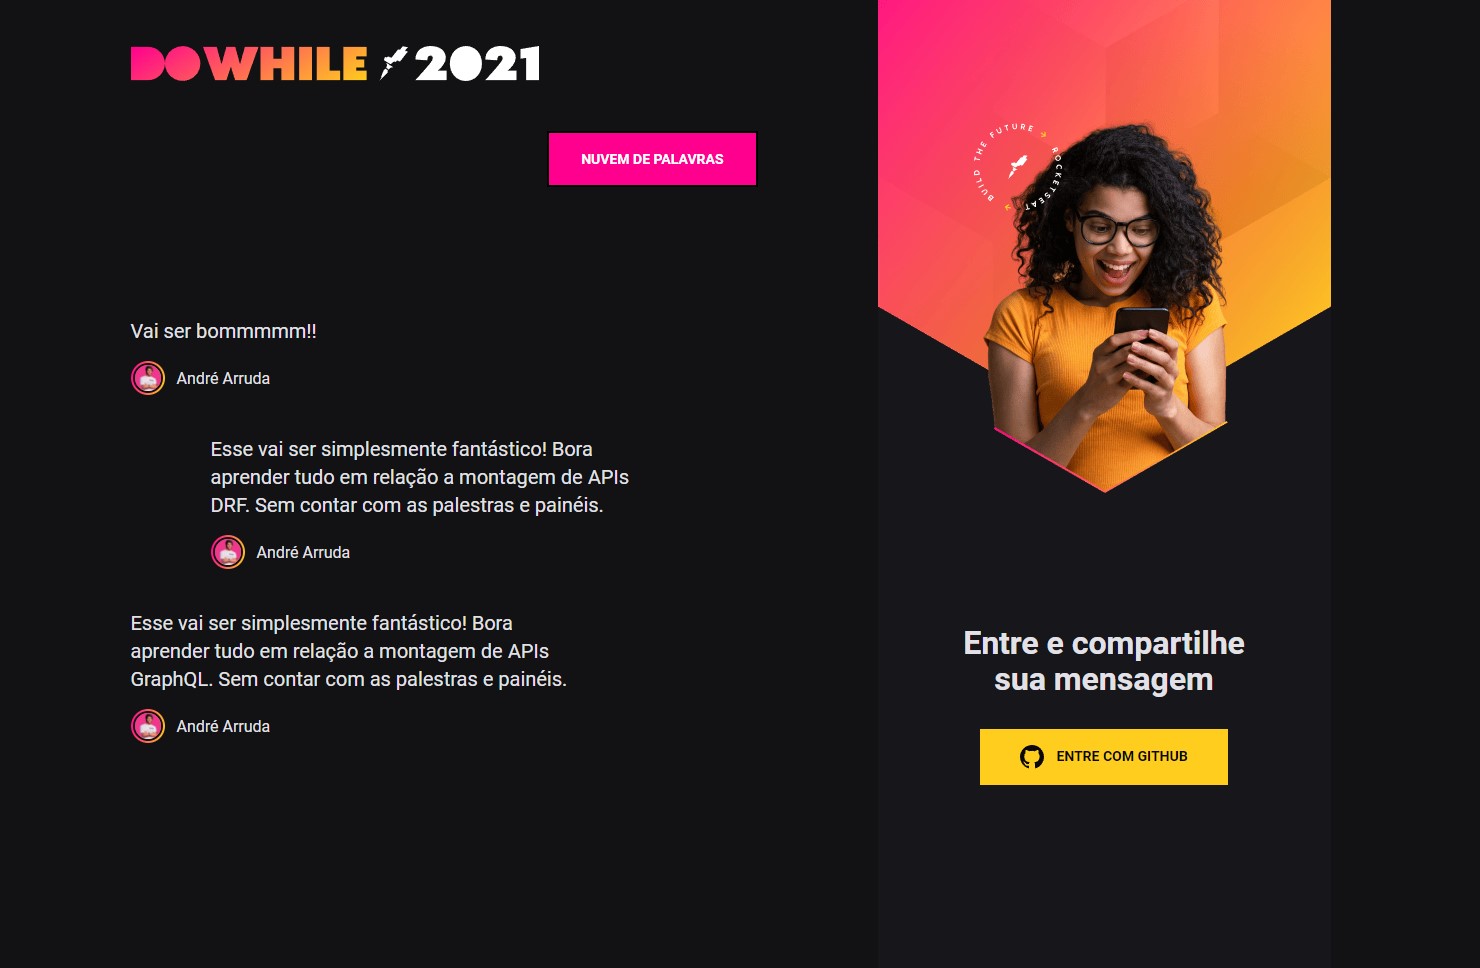 DOWHILE 2021
NUVEM DE PALAVRAS
Vai ser bommmmm!!
André Arruda
Esse vai ser simplesmente fantástico! Bora
aprender tudo em relação a montagem de APIs
DRF. Sem contar com as palestras e painéis.
André Arruda
Esse vai ser simplesmente fantástico! Bora
aprender tudo em relação a montagem de APIs
GraphQL. Sem contar com as palestras e painéis.
André Arruda
BUILD THE FUTURE
ROCKETSEAT
Entre e compartilhe
sua mensagem
ENTRE COM GITHUB